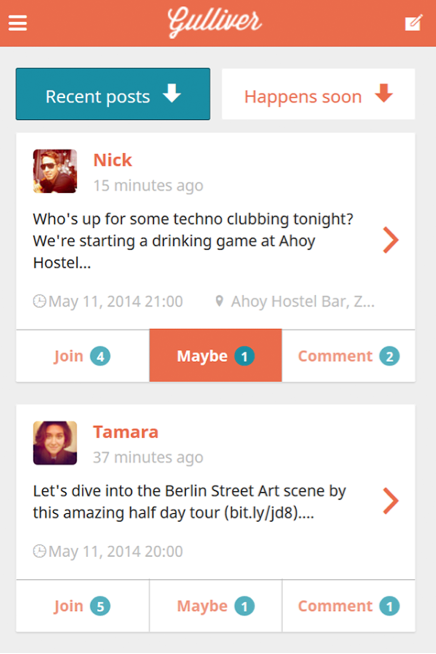 Gulliver
Recent posts
Happens soon
Nick
15 minutes ago
Who's up for some techno clubbing tonight?
We're starting a drinking game at Ahoy
Hostel...
May 11, 2014 21:00
Ahoy Hostel Bar, Z...
Join 4
Maybe 1
Comment 2
Tamara
37 minutes ago
Let's dive into the Berlin Street Art scene by
this amazing half day tour (bit.ly/jd8)....
May 11, 2014 20:00
Join 5
Maybe 1
Comment 1